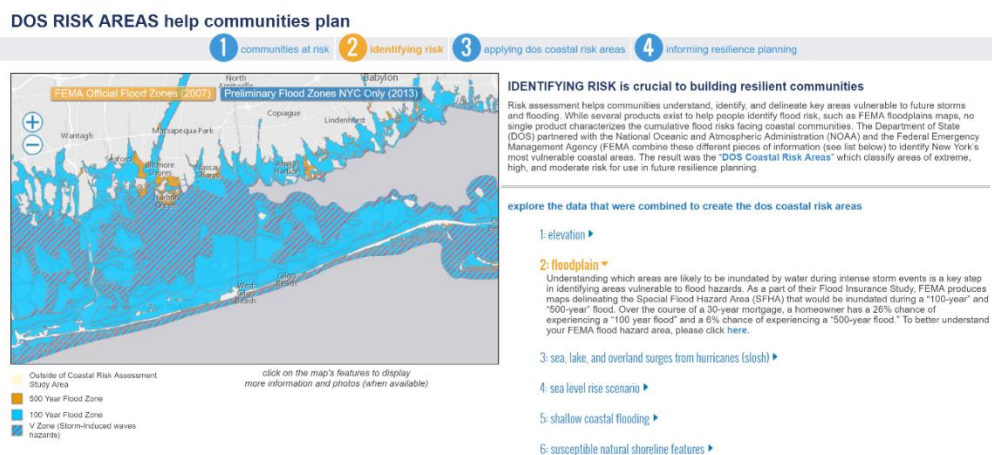 DOS RISK AREAS help communities plan
1 communities at risk 2 identifying risk 3 applying dos coastal risk areas 4 informing resilience planning
North
Babylon
FEMA Official Flood Zones (2007) Preliminary Flood Zones NYC Only (2013)
Copiague
Lindenhurst
Wantagh
Massapequa Park
Seaford
Biltmore
Shores
Nassau
Shores
Amity
Harbor
Harbor
Green
West
Gilgo
Beach
Gilgo
Beach
Outside of Coastal Risk Assessment
Study Area
500 Year Flood Zone
100 Year Flood Zone
V Zone (Storm-Induced waves
hazards)
click on the map's features to display
more information and photos (when available)
IDENTIFYING RISK is crucial to building resilient communities
Risk assessment helps communities understand, identify, and delineate key areas vulnerable to future storms
and flooding. While several products exist to help people identify flood risk, such as FEMA floodplains maps, no
single product characterizes the cumulative flood risks facing coastal communities. The Department of State
(DOS) partnered with the National Oceanic and Atmospheric Administration (NOAA) and the Federal Emergency
Management Agency (FEMA combine these different pieces of information (see list below) to identify New York's
most vulnerable coastal areas. The result was the "DOS Coastal Risk Areas" which classify areas of extreme,
high, and moderate risk for use in future resilience planning.
explore the data that were combined to create the dos coastal risk areas
1: elevation
2: floodplain
Understanding which areas are likely to be inundated by water during intense storm events is a key step
in identifying areas vulnerable to flood hazards. As a part of their Flood Insurance Study, FEMA produces
maps delineating the Special Flood Hazard Area (SFHA) that would be inundated during a "100-year" and
"500-year" flood. Over the course of a 30-year mortgage, a homeowner has a 26% chance of
experiencing a "100 year flood" and a 6% chance of experiencing a "500-year flood." To better understand
your FEMA flood hazard area, please click here.
3: sea, lake, and overland surges from hurricanes (slosh)
4: sea level rise scenario
5: shallow coastal flooding
6: susceptible natural shoreline features